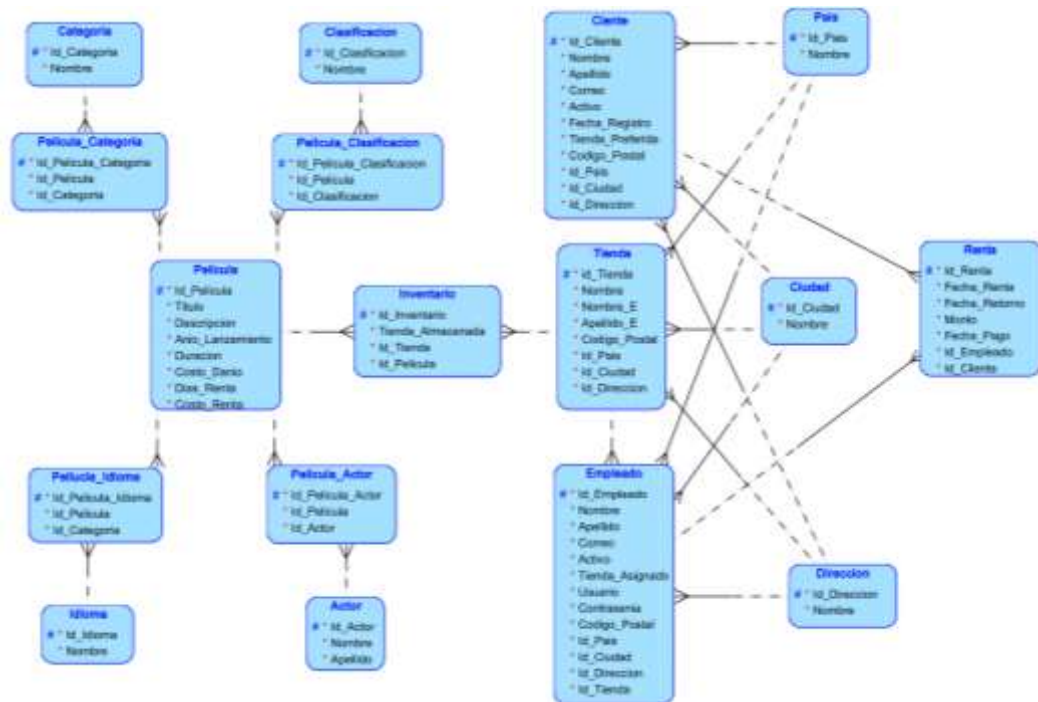 Categoria
# * Id_Categoria
* Nombre
Clasificacion
# * Id_Clasificacion
* Nombre
Pelicula_Categoria
# * Id_Pelicula_Categoria
* Id_Pelicula
* Id_Categoria
Pelicula_Clasificacion
# * Id_Pelicula_Clasificacion
* Id_Pelicula
* Id_Clasificacion
Pelicula
# * Id_Pelicula
* Titulo
* Descripcion
* Anio_Lanzamiento
* Duracion
* Costo_Danio
* Dias_Renta
* Costo_Renta
Inventario
# * Id_Inventario
* Tienda_Almacenada
* Id_Tienda
* Id_Pelicula
Pelicula_Idioma
# * Id_Pelicula_Idioma
* Id_Pelicula
* Id_Categoria
Pelicula_Actor
# * Id_Pelicula_Actor
* Id_Pelicula
* Id_Actor
Idioma
# * Id_Idioma
* Nombre
Actor
# * Id_Actor
* Nombre
* Apellido
Cliente
# * Id_Cliente
* Nombre
* Apellido
* Correo
* Activo
* Fecha_Registro
* Tienda_Preferida
* Codigo_Postal
* Id_Pais
* Id_Ciudad
* Id_Direccion
Pais
# * Id_Pais
* Nombre
Tienda
# * Id_Tienda
* Nombre
* Nombre_E
* Apellido_E
* Codigo_Postal
* Id_Pais
* Id_Ciudad
* Id_Direccion
Ciudad
# * Id_Ciudad
* Nombre
Renta
# * Id_Renta
* Fecha_Renta
* Fecha_Retorno
* Monto
* Fecha_Pago
* Id_Empleado
* Id_Cliente
Empleado
# * Id_Empleado
* Nombre
* Apellido
* Correo
* Activo
* Tienda_Asignado
* Usuario
* Contrasenia
* Codigo_Postal
* Id_Pais
* Id_Ciudad
* Id_Direccion
* Id_Tienda
Direccion
# * Id_Direccion
* Nombre